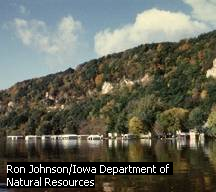 Ron Johnson/Iowa Department of
Natural Resources